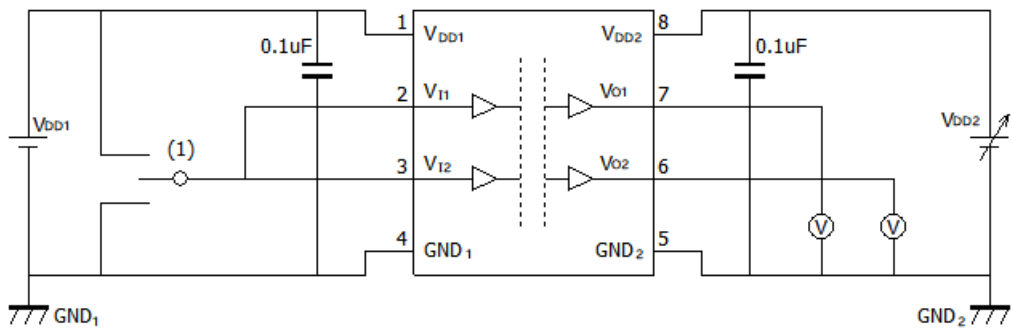 1
8
VDD1
VDD2
0.1uF
0.1uF
2
VI1
VO1
7
VDD1
(1)
VDD2
3
VI2
VO2
6
V
V
4
GND1
GND2
5
GND1
GND2